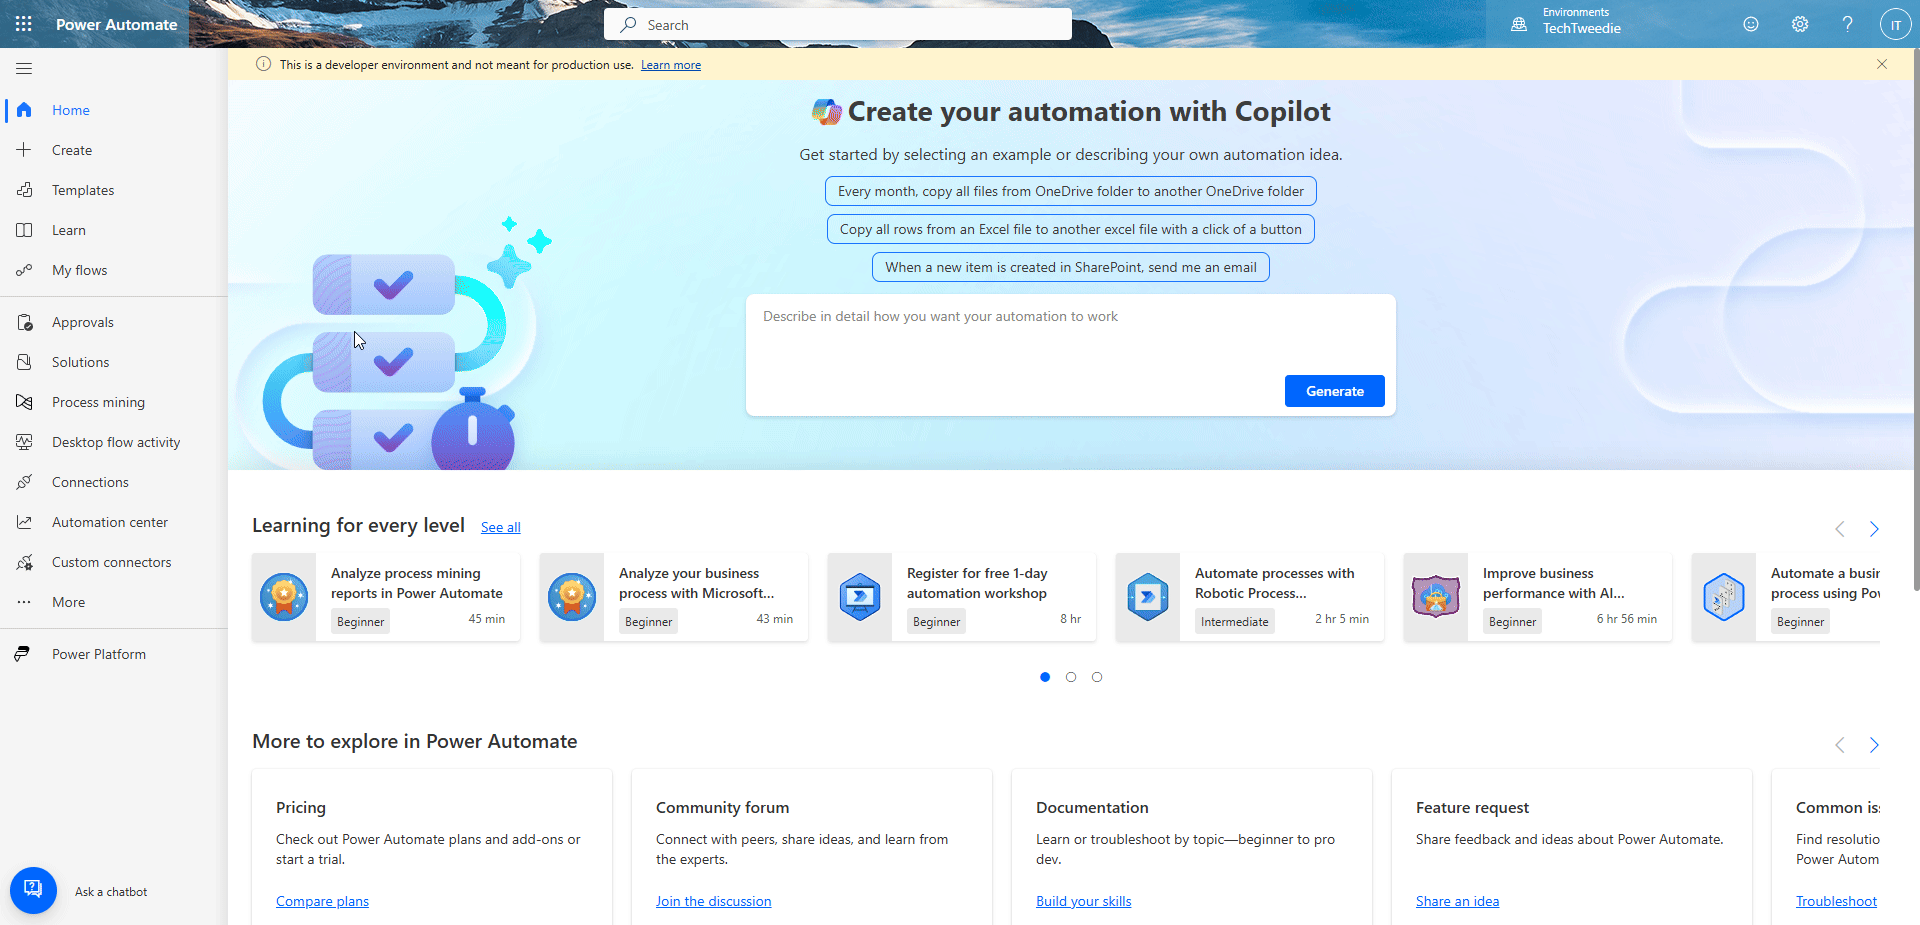 Power Automate
Search
Environments
TechTweedie
IT
This is a developer environment and not meant for production use. Learn more
Home
Create
Templates
Learn
My flows
Approvals
Solutions
Process mining
Desktop flow activity
Connections
Automation center
Custom connectors
More
Power Platform
Ask a chatbot
Create your automation with Copilot
Get started by selecting an example or describing your own automation idea.
Every month, copy all files from OneDrive folder to another OneDrive folder
Copy all rows from an Excel file to another excel file with a click of a button
When a new item is created in SharePoint, send me an email
Describe in detail how you want your automation to work
Generate
Learning for every level See all
Analyze process mining
reports in Power Automate
Beginner 45 min
Analyze your business
process with Microsoft...
Beginner 43 min
Register for free 1-day
automation workshop
Beginner 8 hr
Automate processes with
Robotic Process...
Intermediate 2 hr 5 min
Improve business
performance with AI...
Beginner 6 hr 56 min
Automate a busin
process using Pow
Beginner
More to explore in Power Automate
Pricing
Check out Power Automate plans and add-ons or
start a trial.
Compare plans
Community forum
Connect with peers, share ideas, and learn from
the experts.
Join the discussion
Documentation
Learn or troubleshoot by topic—beginner to pro
dev.
Build your skills
Feature request
Share feedback and ideas about Power Automate.
Share an idea
Common is
Find resolutio
Power Autom
Troubleshoot